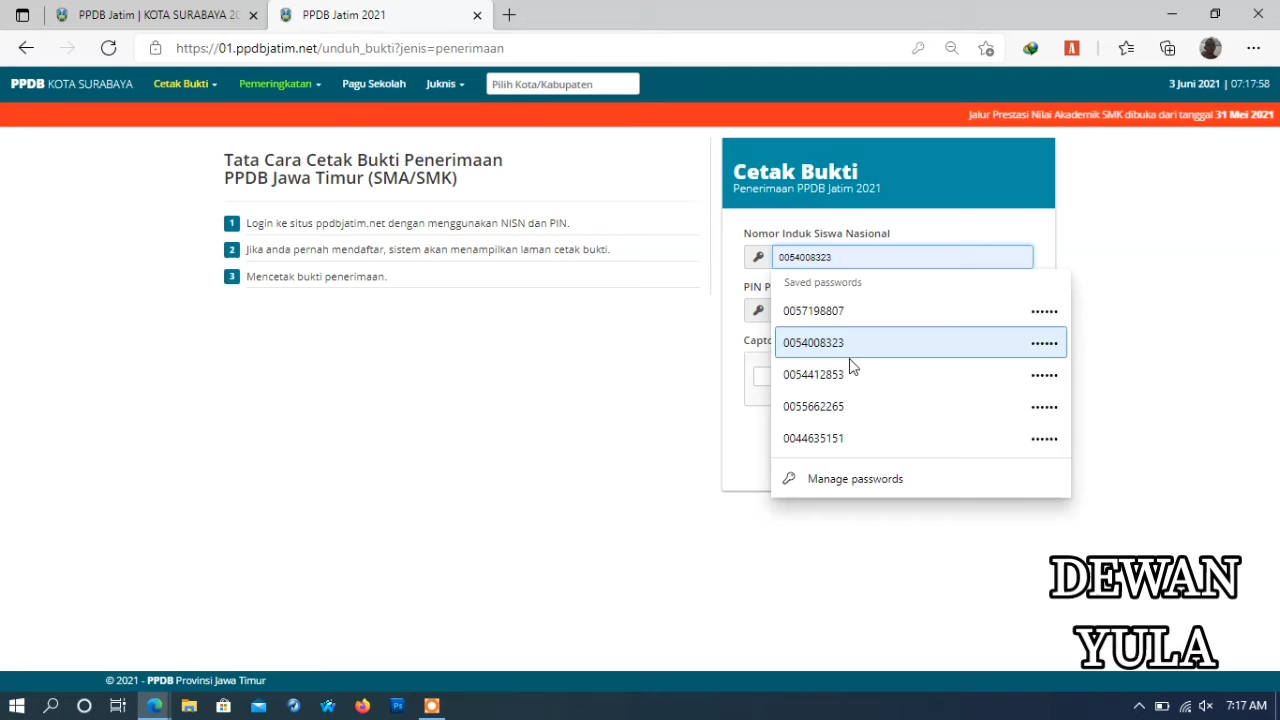 PPDB Jatim | KOTA SURABAYA 20
PPDB Jatim 2021
https://01.ppdbjatim.net/unduh_bukti?jenis=penerimaan
PPDB KOTA SURABAYA
Cetak Bukti
Pemeringkatan
Pagu Sekolah
Juknis
Pilih Kota/Kabupaten
3 Juni 2021 | 07:17:58
Jalur Prestasi Nilai Akademik SMK dibuka dari tanggal 31 Mei 2021
Tata Cara Cetak Bukti Penerimaan
PPDB Jawa Timur (SMA/SMK)
1 Login ke situs ppdbjatim.net dengan menggunakan NISN dan PIN.
2 Jika anda pernah mendaftar, sistem akan menampilkan laman cetak bukti.
3 Mencetak bukti penerimaan.
Cetak Bukti
Penerimaan PPDB Jatim 2021
Nomor Induk Siswa Nasional
0054008323
PIN P
Captc
Saved passwords
0057198807 ••••••
0054008323 ••••••
0054412853 ••••••
0055662265 ••••••
0044635151 ••••••
Manage passwords
DEWAN
YULA
© 2021 - PPDB Provinsi Jawa Timur
7:17 AM